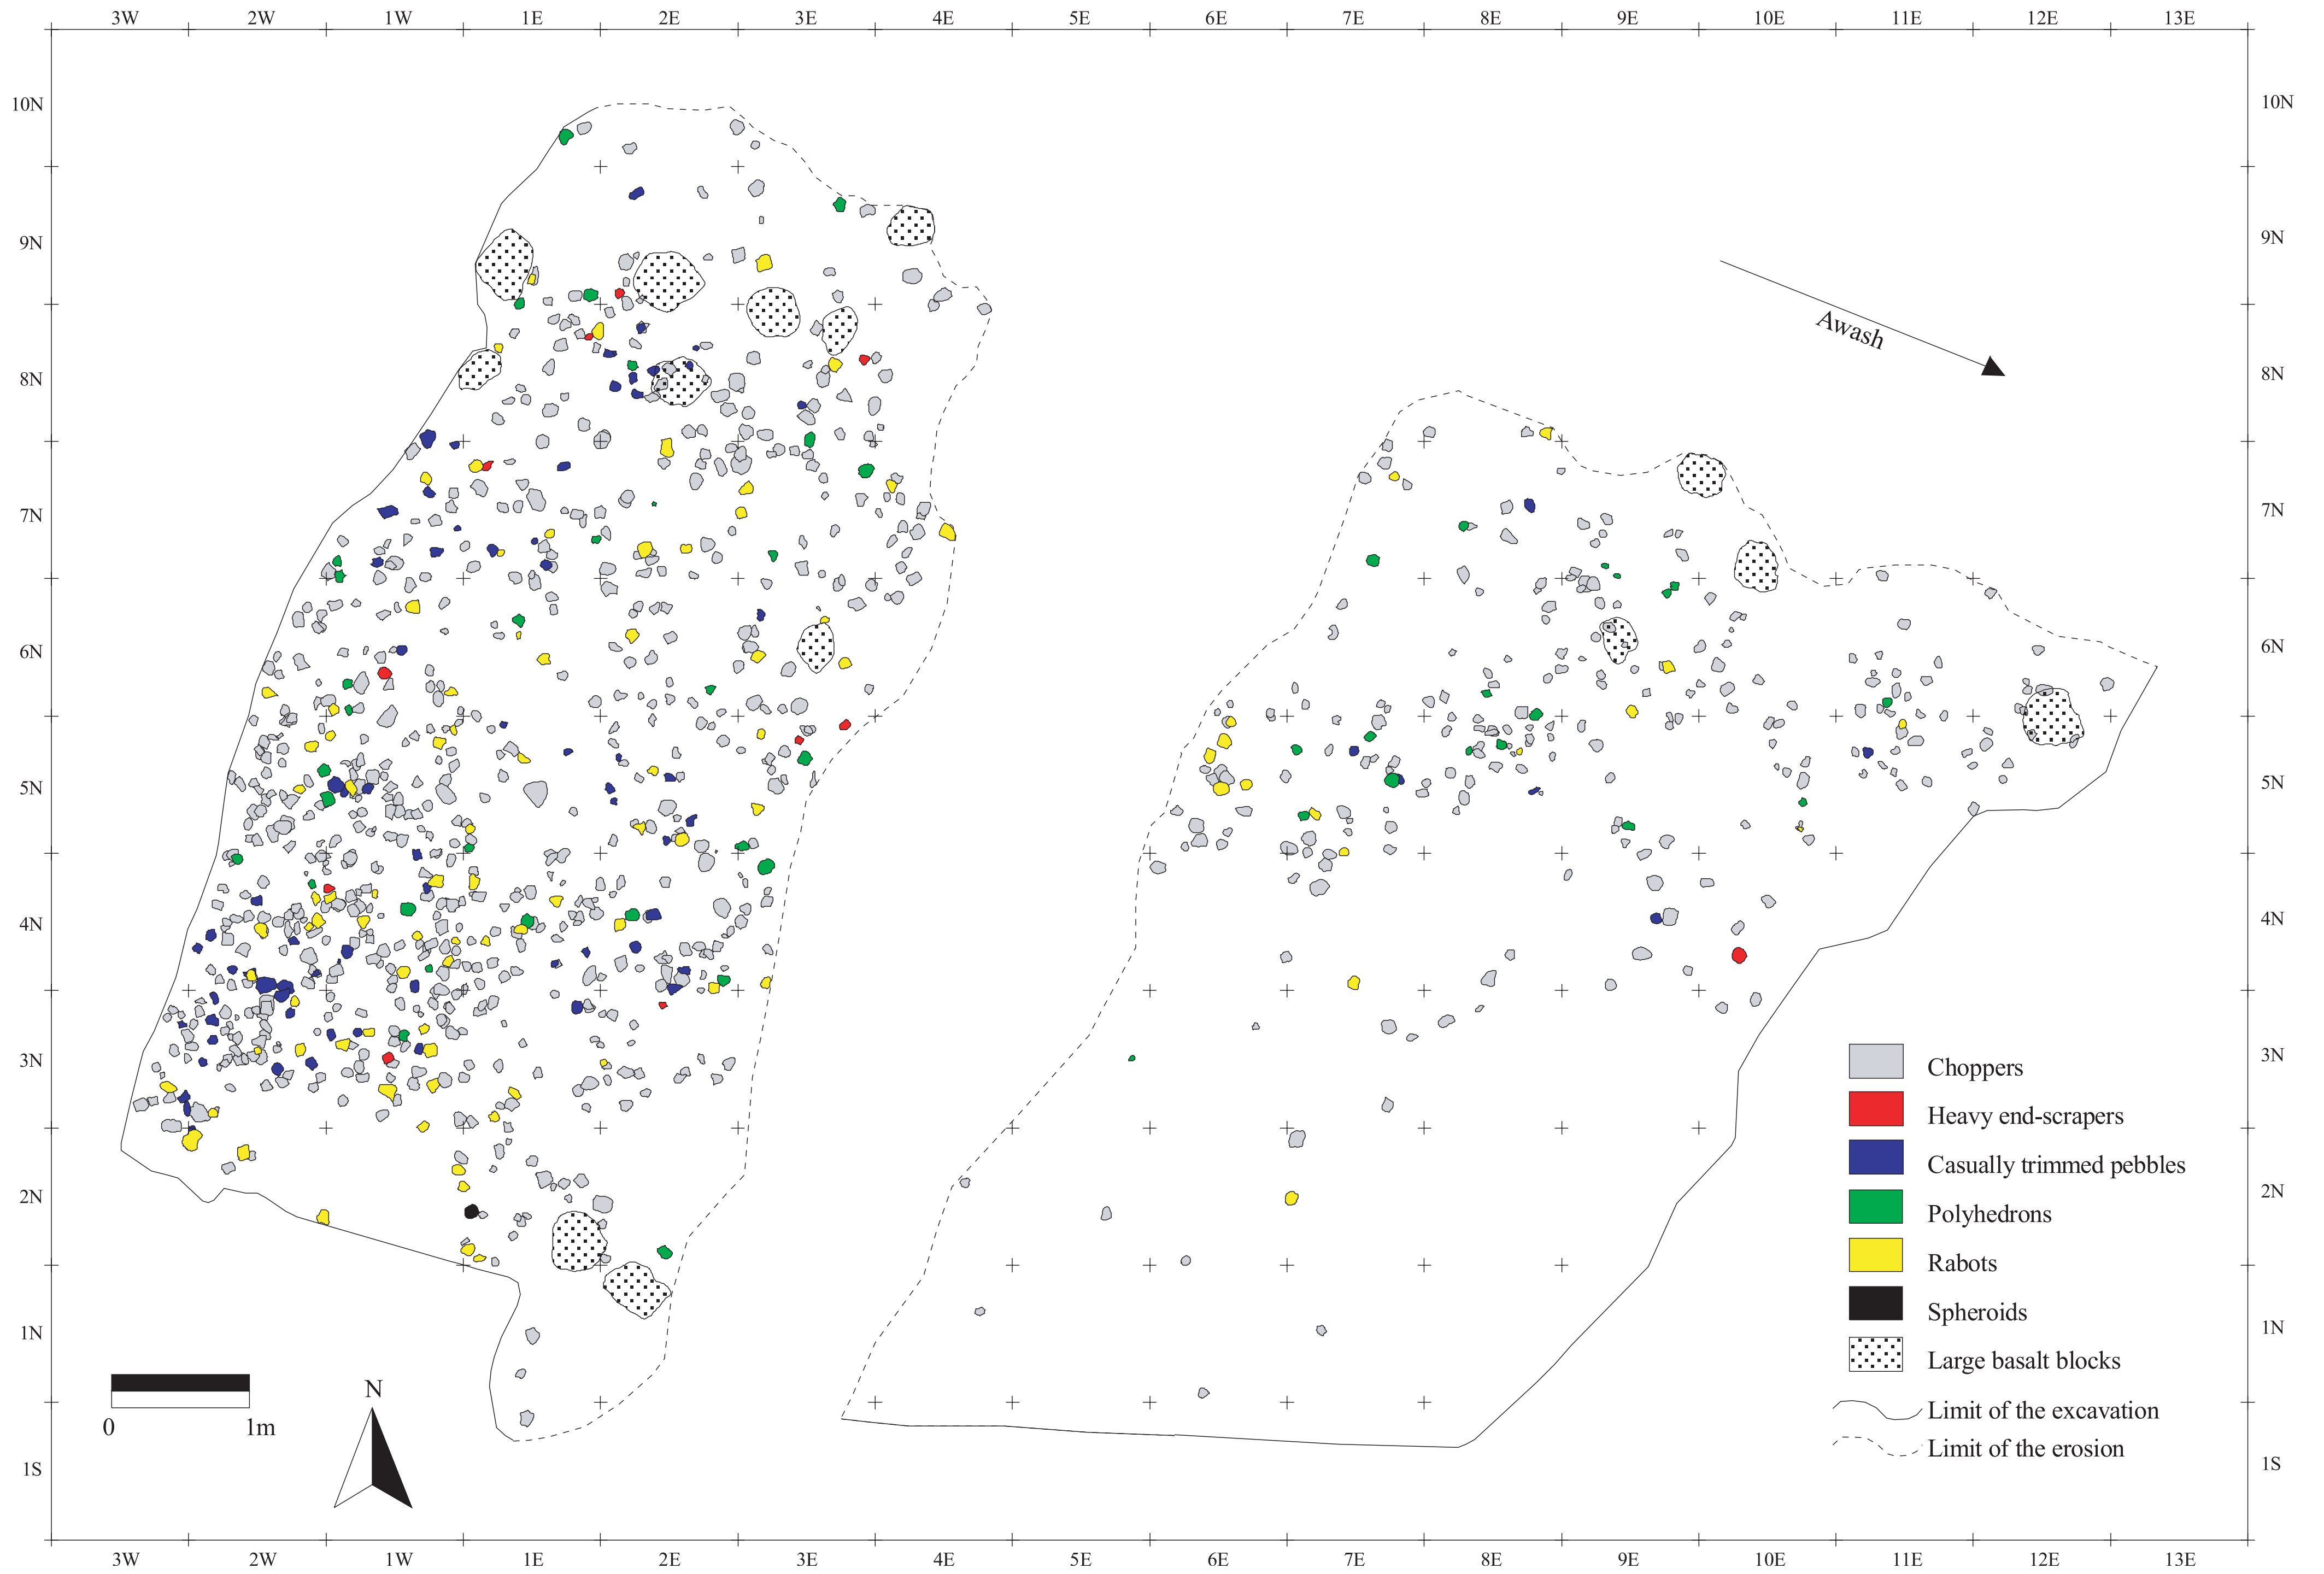 3W 2W 1W 1E 2E 3E 4E 5E 6E 7E 8E 9E 10E 11E 12E 13E
10N 10N
9N 9N
Awash
8N 8N
7N 7N
6N 6N
5N 5N
4N 4N
3N 3N
Choppers
Heavy end-scrapers
Casually trimmed pebbles
2N 2N
Polyhedrons
Rabots
Spheroids
1N 1N
Large basalt blocks
N
0 1m
Limit of the excavation
Limit of the erosion
1S 1S
3W 2W 1W 1E 2E 3E 4E 5E 6E 7E 8E 9E 10E 11E 12E 13E